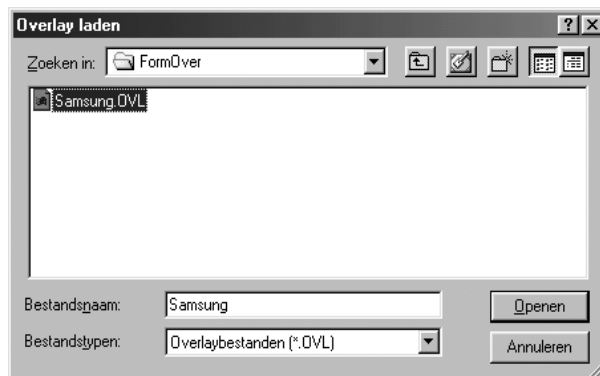 Overlay laden
Zoeken in: FormOver
Samsung.OVL
Bestandsnaam: Samsung Openen
Bestandstypen: Overlaybestanden (*.OVL) Annuleren